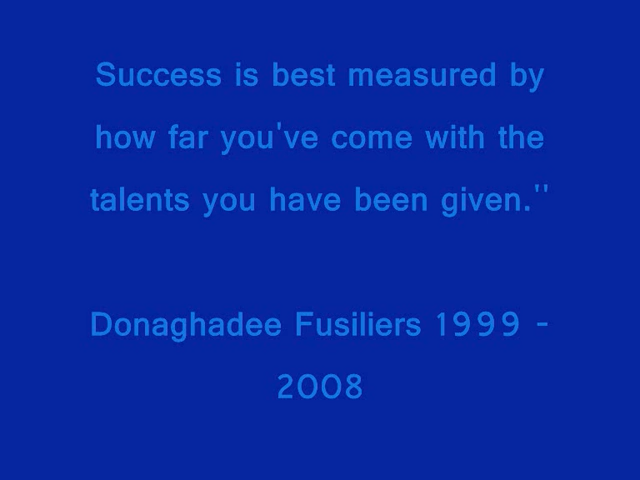 Success is best measured by
how far you've come with the
talents you have been given."
Donaghadee Fusiliers 1999 -
2008